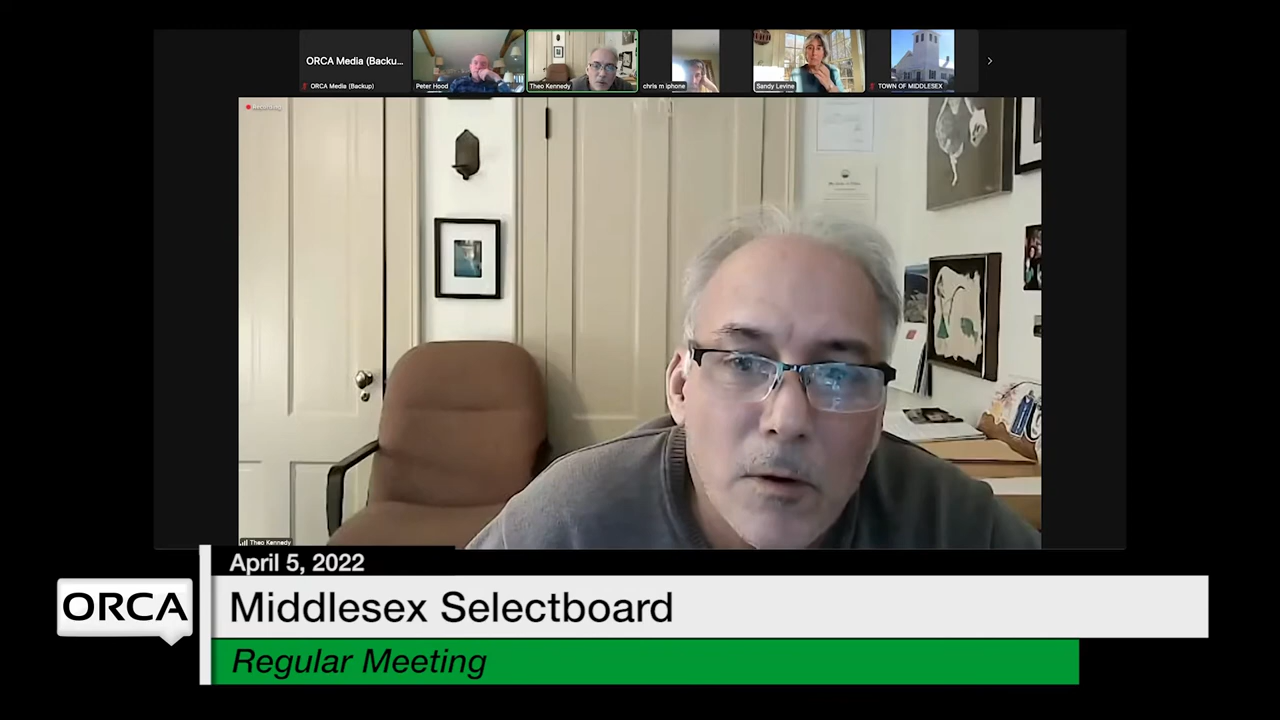 ORCA Media (Backu...
ORCA Media (Backup)
Peter Hood
Theo Kennedy
chris m iphone
Sandy Levine
TOWN OF MIDDLESEX
Recording
Theo Kennedy
April 5, 2022
ORCA
Middlesex Selectboard
Regular Meeting